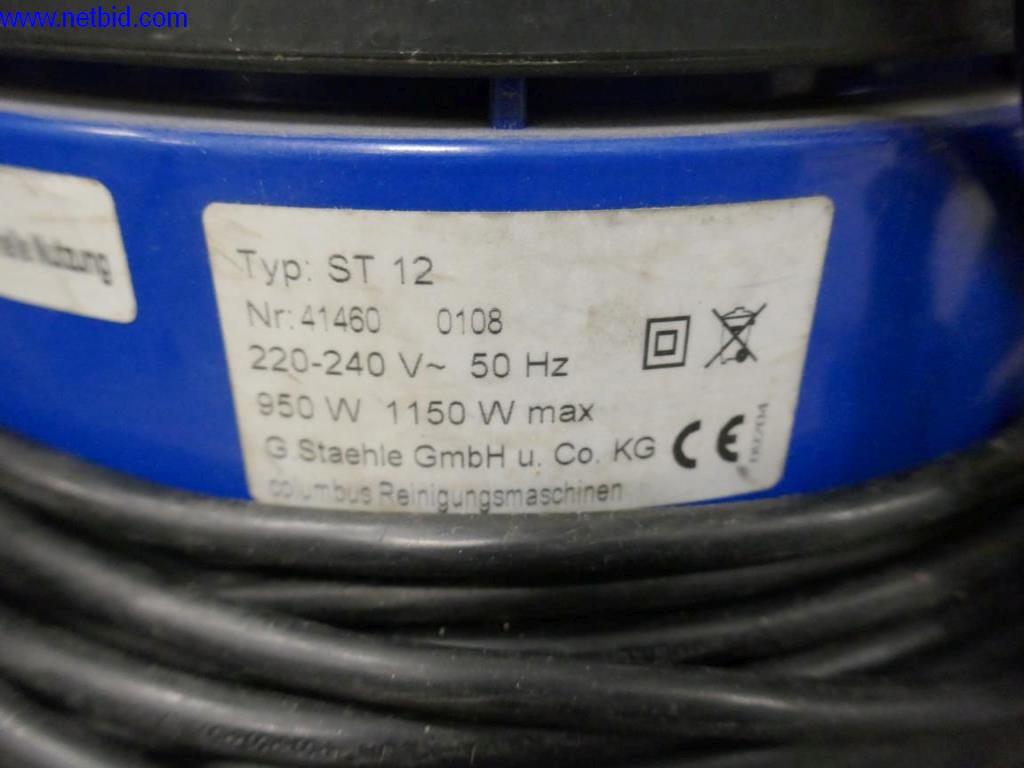 www.netbid.com
Nutzung
Typ: ST 12
Nr: 41460 0108
220-240 V~ 50 Hz
950 W 1150 W max
G. Staehle GmbH u. Co. KG CE
columbus Reinigungsmaschinen